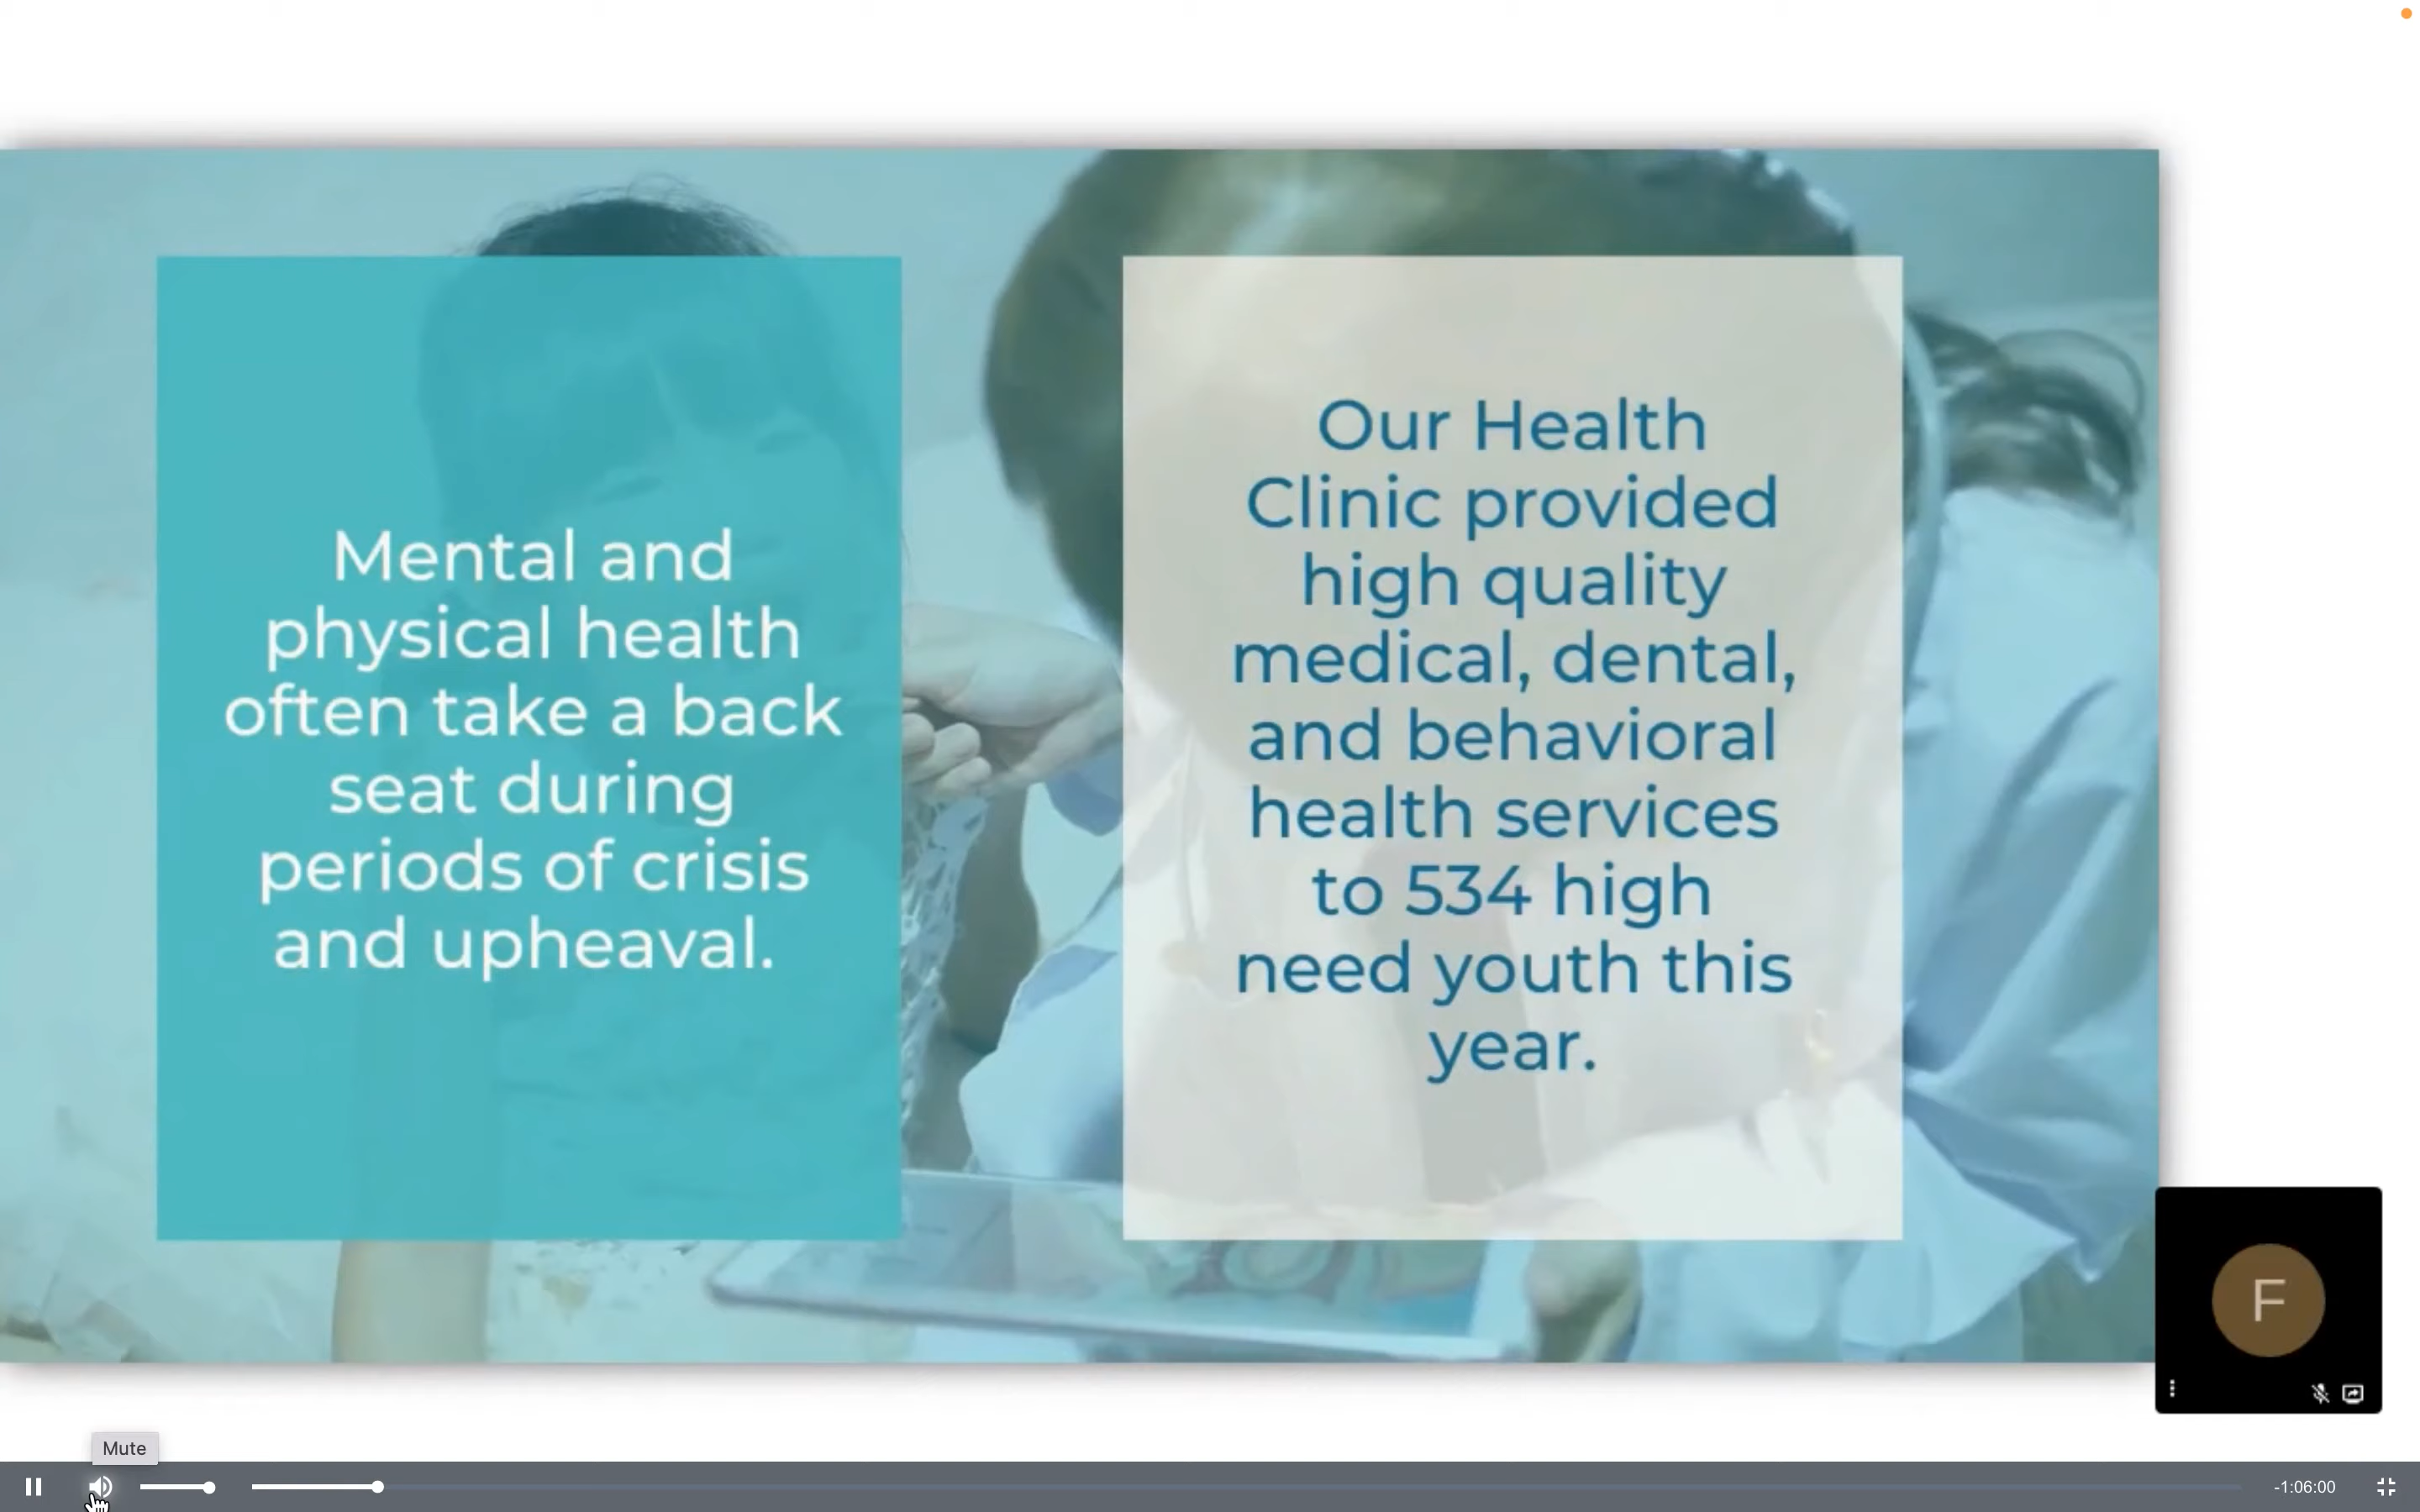 Mental and
physical health
often take a back
seat during
periods of crisis
and upheaval.
Our Health
Clinic provided
high quality
medical, dental,
and behavioral
health services
to 534 high
need youth this
year.
F
Mute
-1:06:00